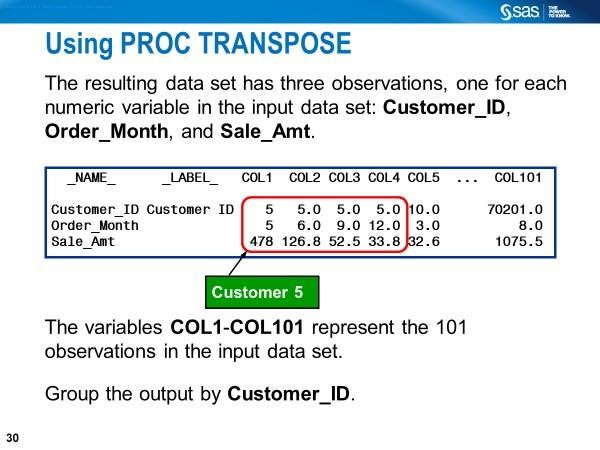 sas THE POWER TO KNOW.
Using PROC TRANSPOSE
The resulting data set has three observations, one for each
numeric variable in the input data set: Customer_ID,
Order_Month, and Sale_Amt.
_NAME_ _LABEL_ COL1 COL2 COL3 COL4 COL5 ... COL101
Customer_ID Customer ID 5 5.0 5.0 5.0 10.0 70201.0
Order_Month 5 6.0 9.0 12.0 3.0 8.0
Sale_Amt 478 126.8 52.5 33.8 32.6 1075.5
Customer 5
The variables COL1-COL101 represent the 101
observations in the input data set.
Group the output by Customer_ID.
30